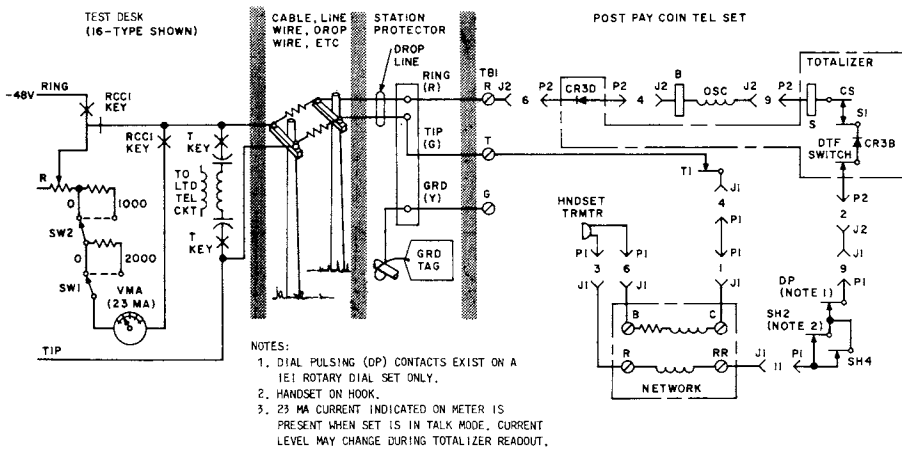 TEST DESK
(16-TYPE SHOWN)
CABLE, LINE
WIRE, DROP
WIRE, ETC
STATION
PROTECTOR
DROP
LINE
POST PAY COIN TEL SET
TOTALIZER
-48V RING
RCCI
KEY
RCCI
KEY
T
KEY
TO
LTD
TEL
CKT
T
KEY
R
0 1000
SW2
0 2000
SW1
VMA
(23 MA)
TIP
RING
(R)
TIP
(G)
GRD
(Y)
GRD
TAG
TB1
R J2
6
P2
CR3D
P2
4
J2
B
OSC
J2
9
P2
S
CS
S1
CR3B
DTF
SWITCH
P2
2
J2
J1
9
P1
T
G
T1
J1
4
P1
P1
1
J1
HNDSET
TRMTR
P1 P1
3 6
J1 J1
B C
R RR
NETWORK
J1
11
P1
DP (NOTE 1)
SH2
(NOTE 2)
SH4
NOTES:
1. DIAL PULSING (DP) CONTACTS EXIST ON A
1E1 ROTARY DIAL SET ONLY.
2. HANDSET ON HOOK.
3. 23 MA CURRENT INDICATED ON METER IS
PRESENT WHEN SET IS IN TALK MODE. CURRENT
LEVEL MAY CHANGE DURING TOTALIZER READOUT.